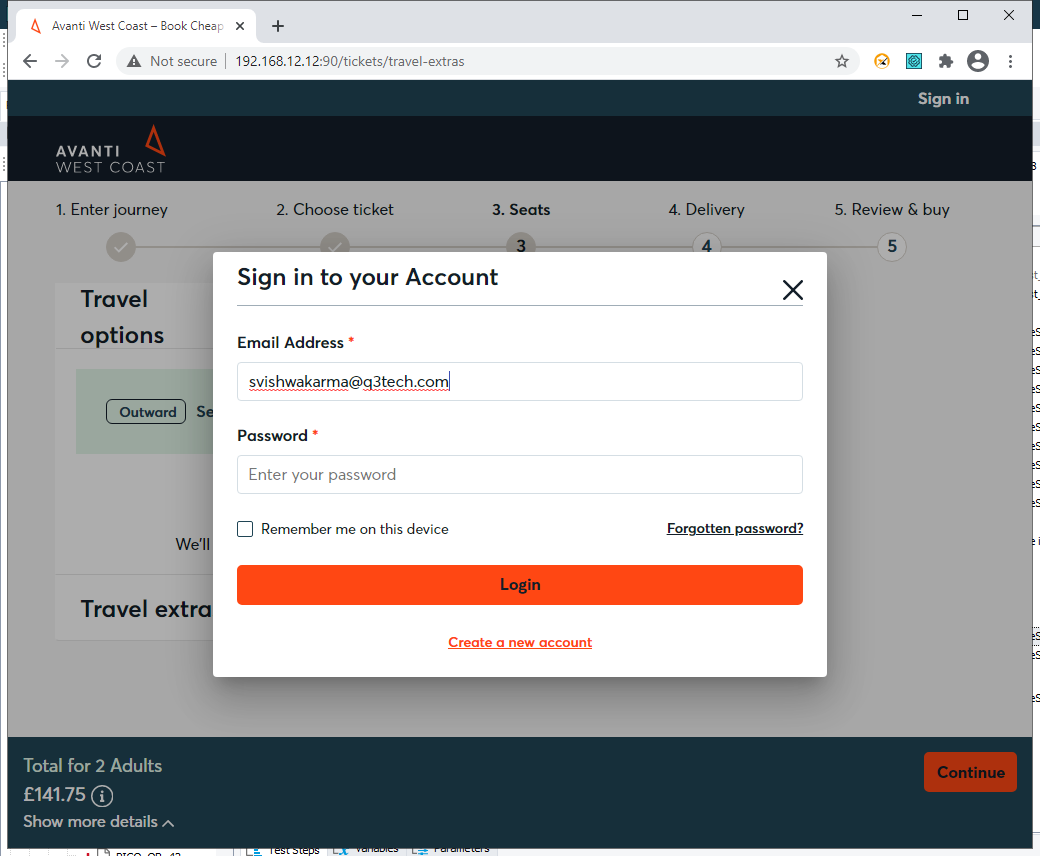 Avanti West Coast – Book Cheap
Not secure
192.168.12.12:90/tickets/travel-extras
Sign in
AVANTI
WEST COAST
1. Enter journey
2. Choose ticket
3. Seats
4. Delivery
5. Review & buy
3
4
5
Travel
options
Outward
Se
We'll
Travel extra
Sign in to your Account
Email Address *
svishwakarma@q3tech.com
Password *
Enter your password
Remember me on this device
Forgotten password?
Login
Create a new account
Total for 2 Adults
£141.75
Show more details
Continue
Test Steps
Variables
Parameters